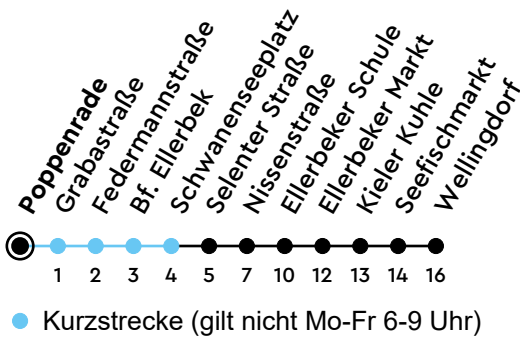 Poppenrade
Grabastraße
Federmannstraße
Bf. Ellerbek
Schwanenseeplatz
Selenter Straße
Nissenstraße
Ellerbeker Schule
Ellerbeker Markt
Kieler Kuhle
Seefischmarkt
Wellingdorf
1 2 3 4 5 7 10 12 13 14 16
Kurzstrecke (gilt nicht Mo-Fr 6-9 Uhr)